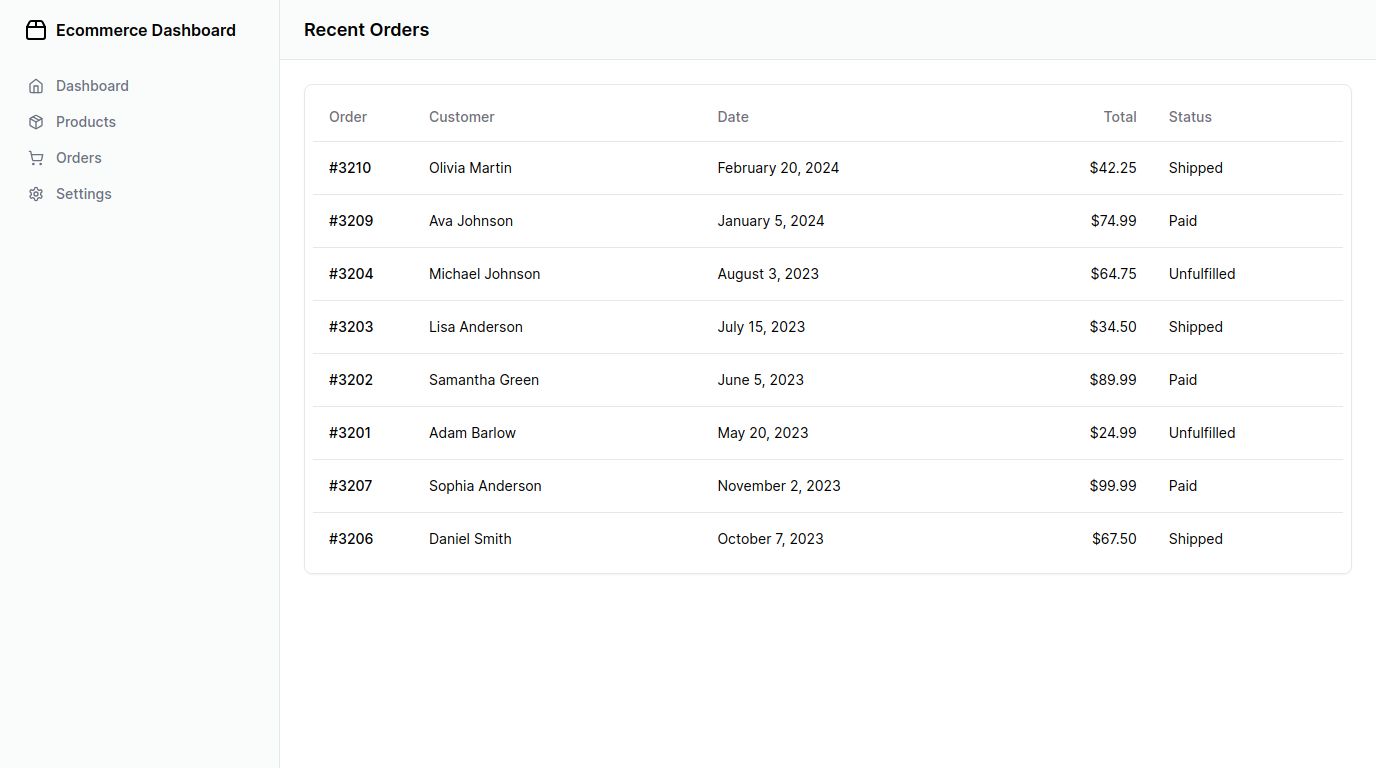 Ecommerce Dashboard
Dashboard
Products
Orders
Settings
Recent Orders
Order Customer Date Total Status
#3210 Olivia Martin February 20, 2024 $42.25 Shipped
#3209 Ava Johnson January 5, 2024 $74.99 Paid
#3204 Michael Johnson August 3, 2023 $64.75 Unfulfilled
#3203 Lisa Anderson July 15, 2023 $34.50 Shipped
#3202 Samantha Green June 5, 2023 $89.99 Paid
#3201 Adam Barlow May 20, 2023 $24.99 Unfulfilled
#3207 Sophia Anderson November 2, 2023 $99.99 Paid
#3206 Daniel Smith October 7, 2023 $67.50 Shipped